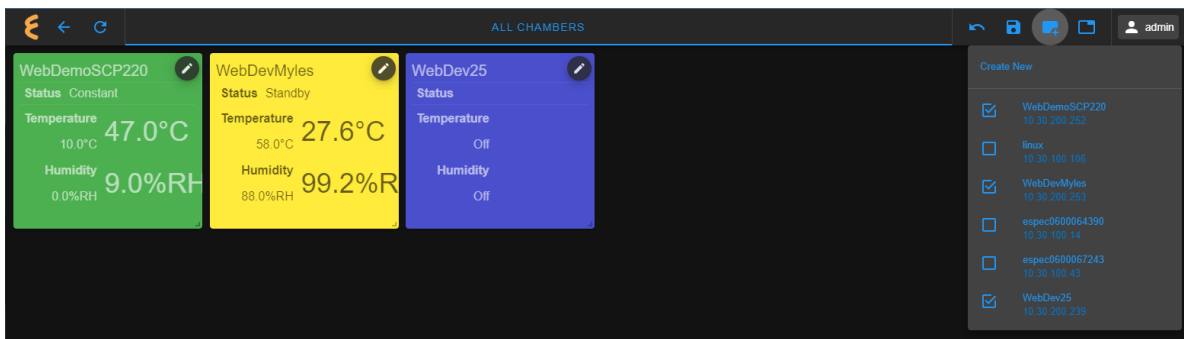 ALL CHAMBERS
admin
WebDemoSCP220
Status Constant
Temperature
47.0°C
10.0°C
Humidity
9.0%RH
0.0%RH
WebDevMyles
Status Standby
Temperature
27.6°C
58.0°C
Humidity
99.2%R
88.0%RH
WebDev25
Status
Temperature
Off
Humidity
Off
Create New
WebDemoSCP220
10.30.200.252
linux
10.30.100.106
WebDevMyles
10.30.200.253
espec0600064390
10.30.100.14
espec0600067243
10.30.100.43
WebDev25
10.30.200.239